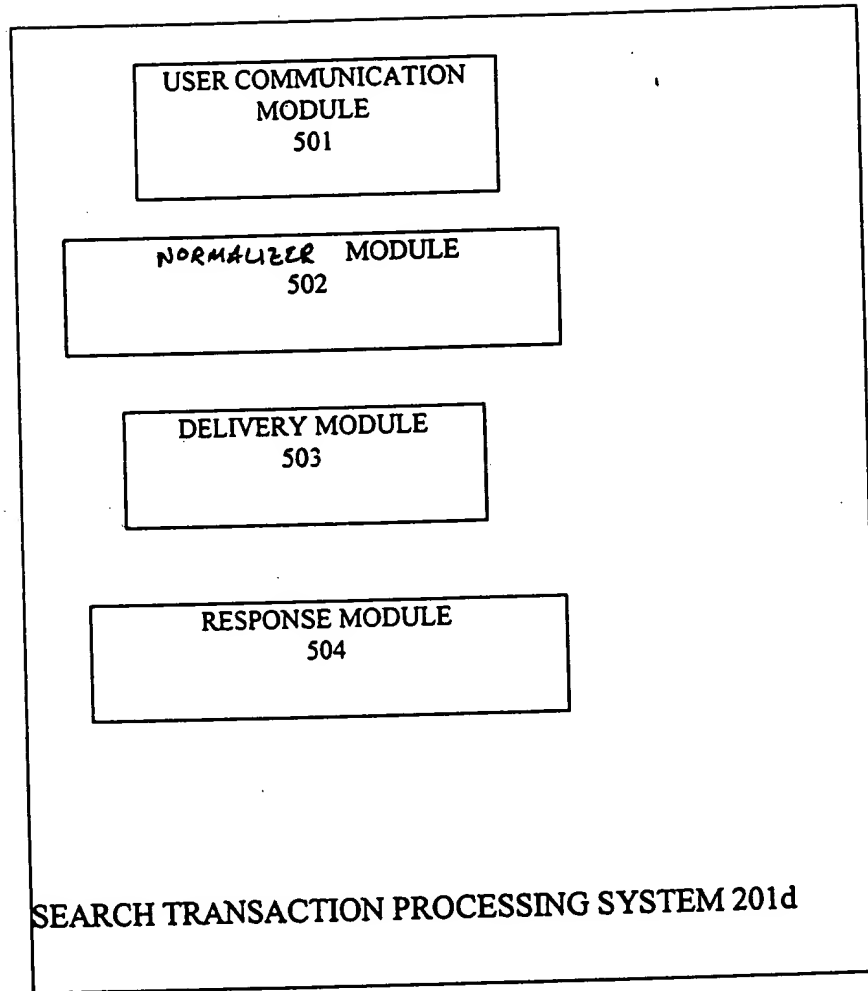 USER COMMUNICATION
MODULE
501
NORMALIZER MODULE
502
DELIVERY MODULE
503
RESPONSE MODULE
504
SEARCH TRANSACTION PROCESSING SYSTEM 201d